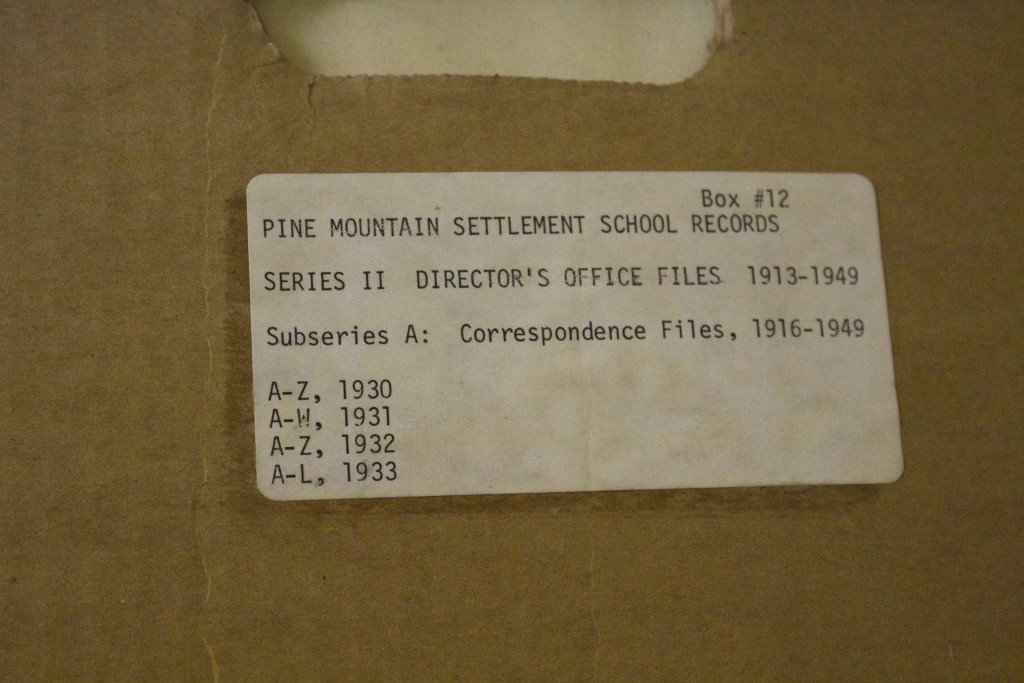 Box #12
PINE MOUNTAIN SETTLEMENT SCHOOL RECORDS
SERIES II DIRECTOR'S OFFICE FILES 1913-1949
Subseries A: Correspondence Files, 1916-1949
A-Z, 1930
A-W, 1931
A-Z, 1932
A-L, 1933